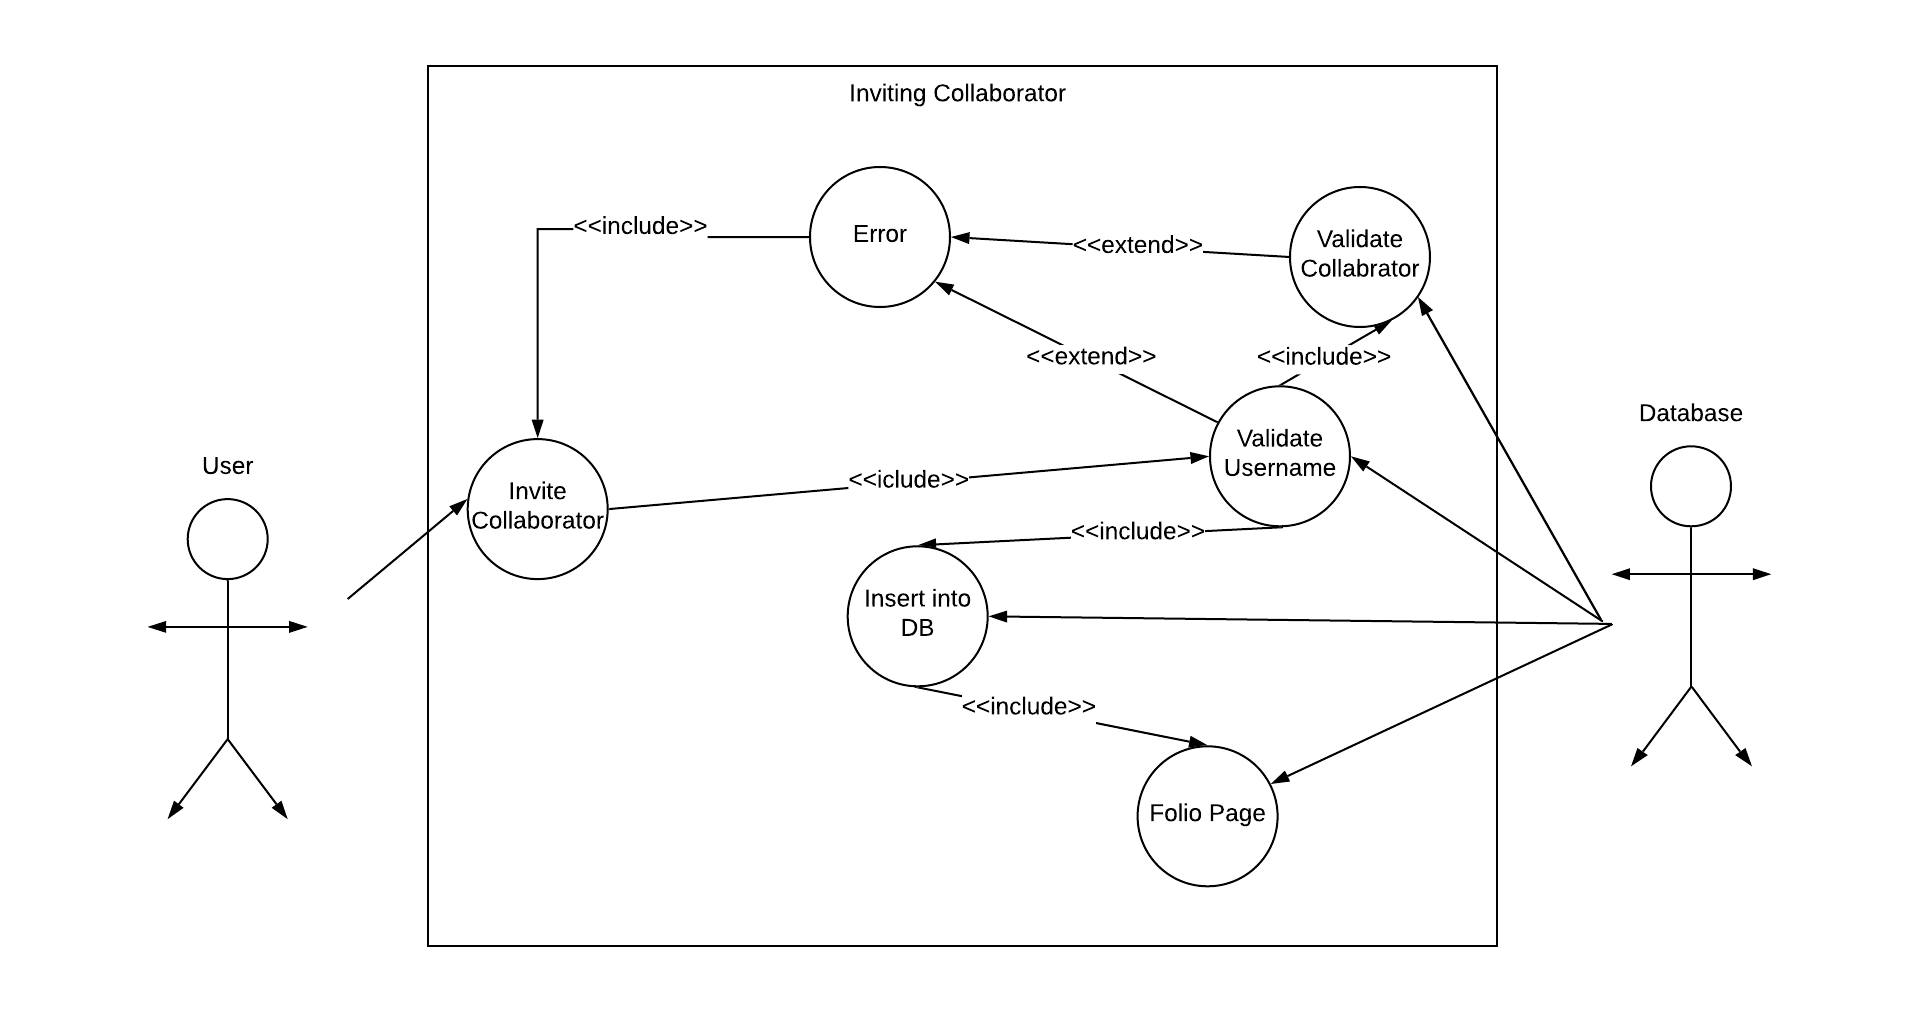 Inviting Collaborator
Error
<<include>>
<<extend>>
Validate
Collabrator
<<extend>>
<<include>>
Database
Validate
Username
User
Invite
Collaborator
<<iclude>>
<<include>>
Insert into
DB
<<include>>
Folio Page